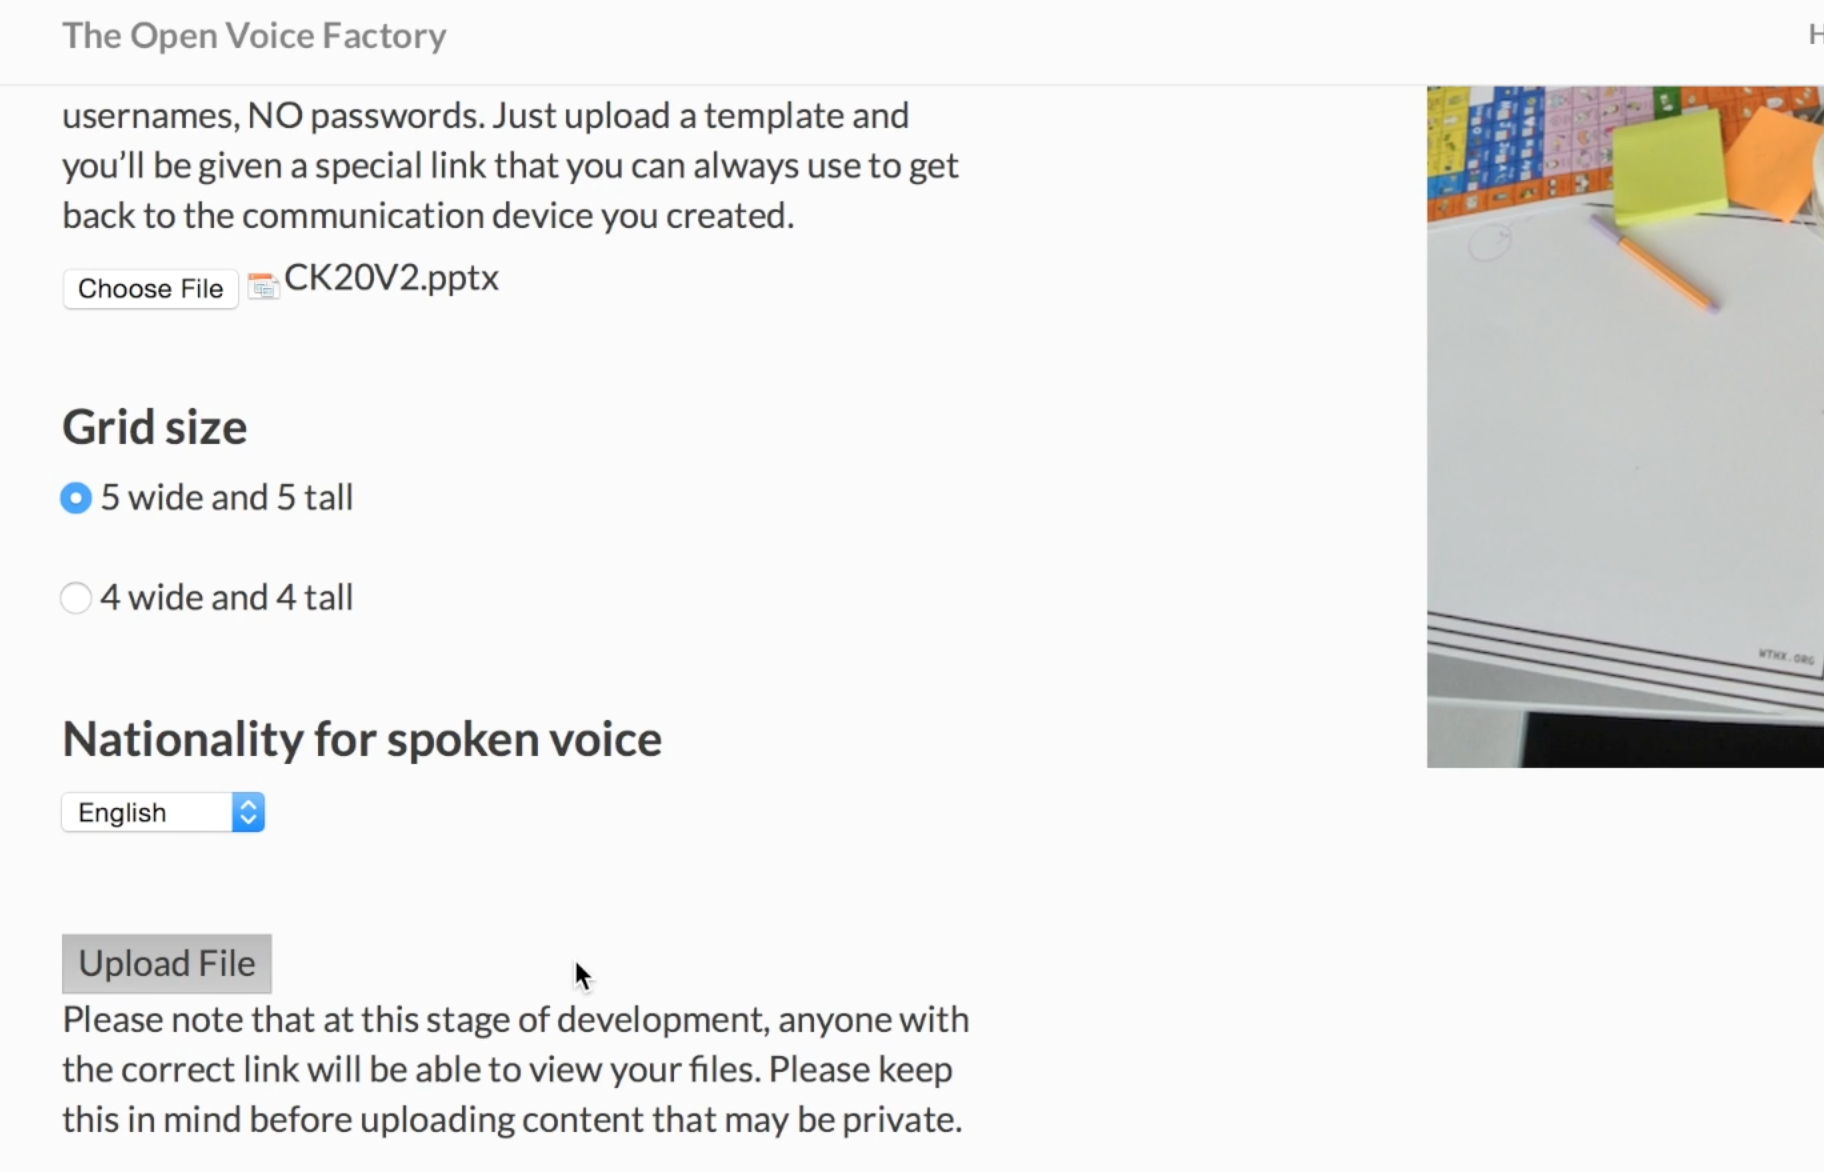 The Open Voice Factory
usernames, NO passwords. Just upload a template and
you’ll be given a special link that you can always use to get
back to the communication device you created.
Choose File CK20V2.pptx
Grid size
5 wide and 5 tall
4 wide and 4 tall
WTHX.ORG
Nationality for spoken voice
English
Upload File
Please note that at this stage of development, anyone with
the correct link will be able to view your files. Please keep
this in mind before uploading content that may be private.